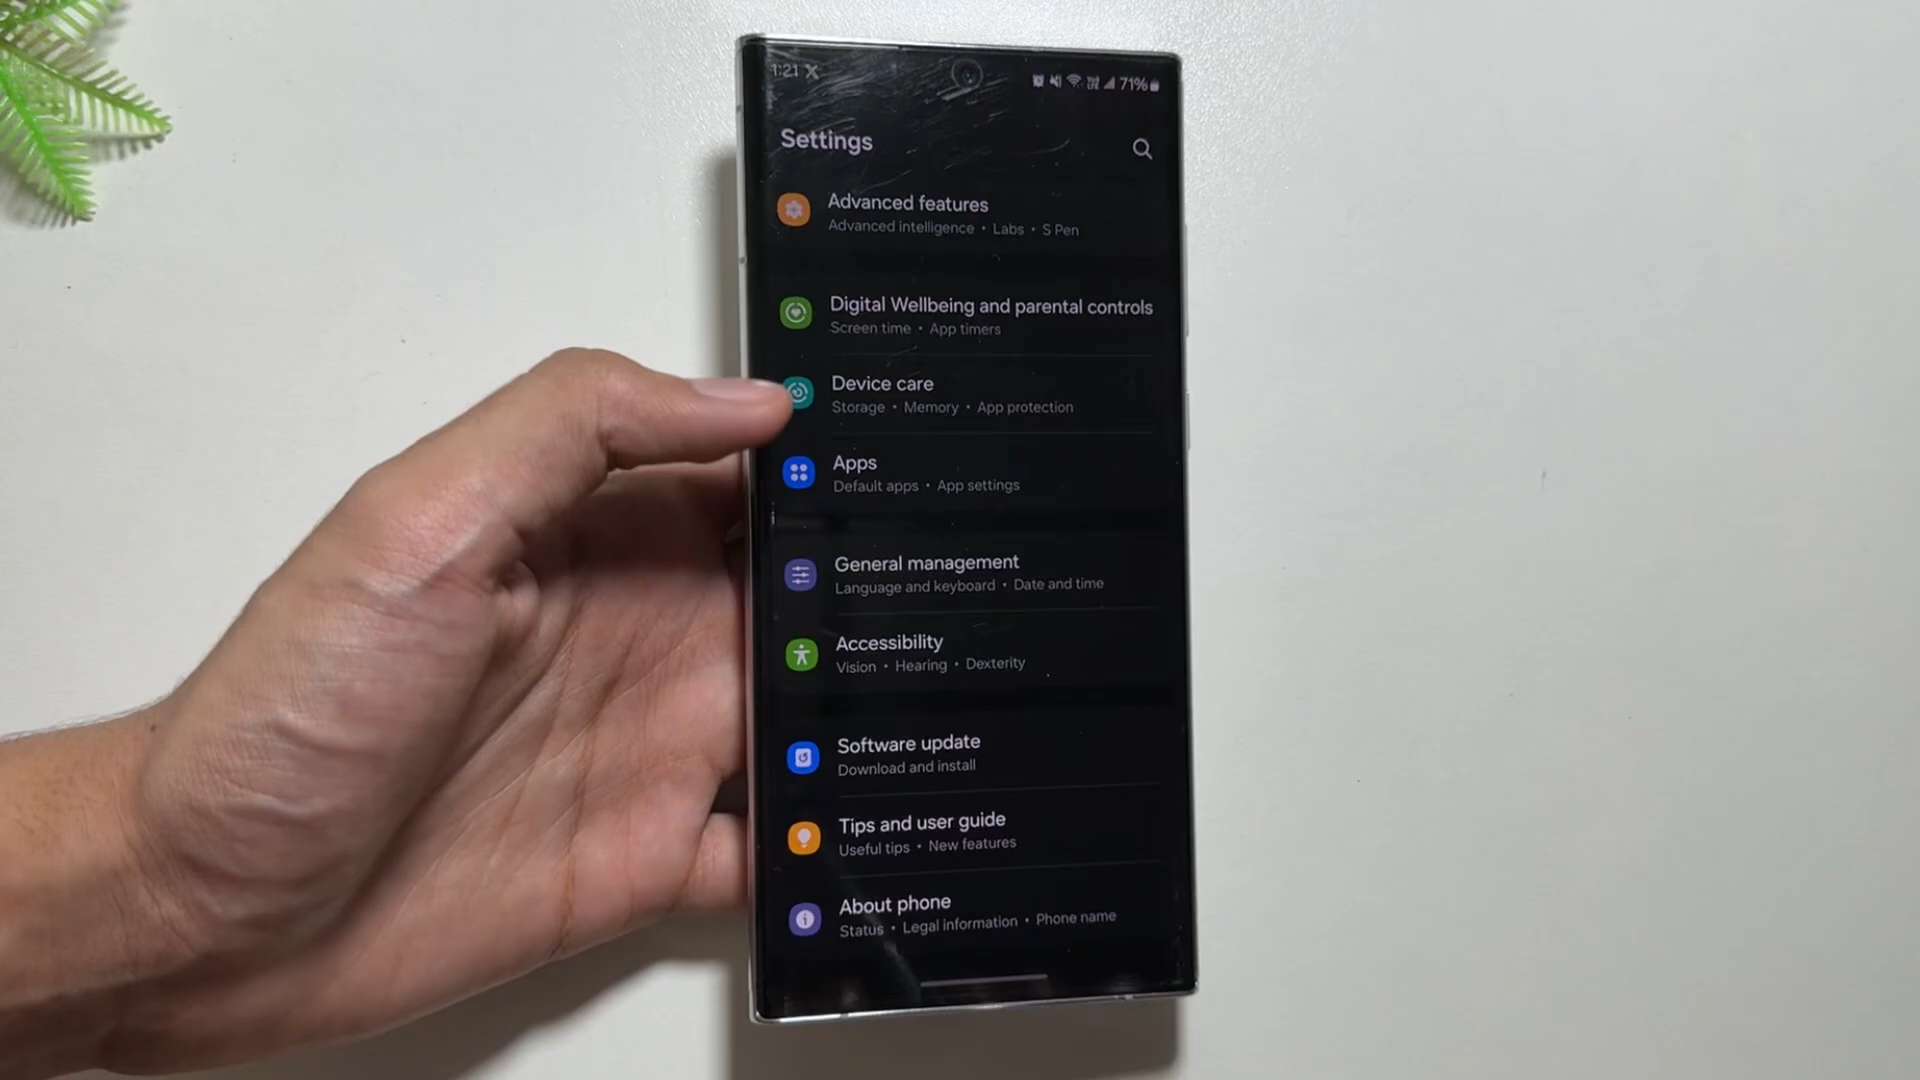 1:21 X
71%
Settings
Advanced features
Advanced intelligence • Labs • S Pen
Digital Wellbeing and parental controls
Screen time • App timers
Device care
Storage • Memory • App protection
Apps
Default apps • App settings
General management
Language and keyboard • Date and time
Accessibility
Vision • Hearing • Dexterity
Software update
Download and install
Tips and user guide
Useful tips • New features
About phone
Status • Legal information • Phone name